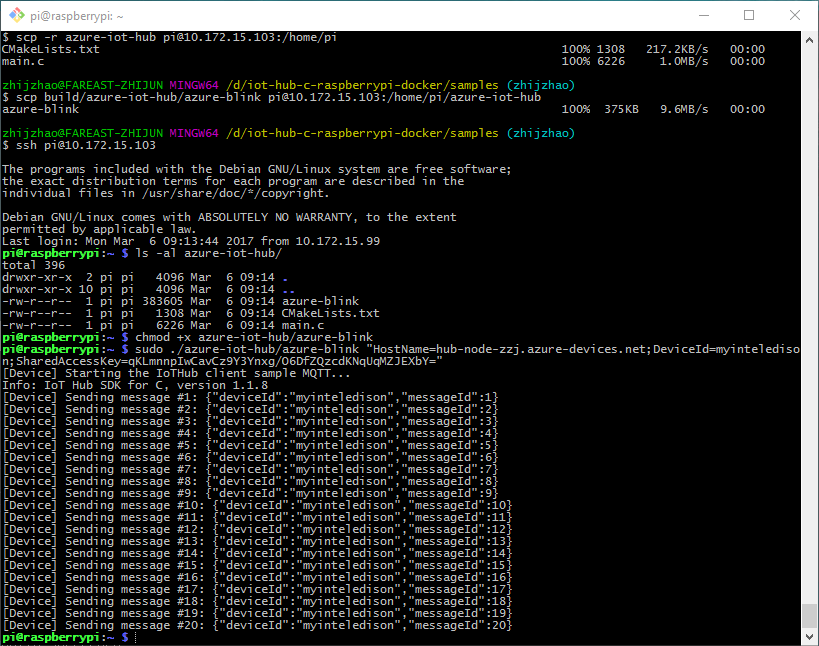 pi@raspberrypi: ~
$ scp -r azure-iot-hub pi@10.172.15.103:/home/pi
CMakeLists.txt 100% 1308 217.2KB/s 00:00
main.c 100% 6226 1.0MB/s 00:00
zhijzhao@FAREAST-ZHIJUN MINGW64 /d/iot-hub-c-raspberrypi-docker/samples (zhijzhao)
$ scp build/azure-iot-hub/azure-blink pi@10.172.15.103:/home/pi/azure-iot-hub
azure-blink 100% 375KB 9.6MB/s 00:00
zhijzhao@FAREAST-ZHIJUN MINGW64 /d/iot-hub-c-raspberrypi-docker/samples (zhijzhao)
$ ssh pi@10.172.15.103
The programs included with the Debian GNU/Linux system are free software;
the exact distribution terms for each program are described in the
individual files in /usr/share/doc/*/copyright.
Debian GNU/Linux comes with ABSOLUTELY NO WARRANTY, to the extent
permitted by applicable law.
Last login: Mon Mar  6 09:13:44 2017 from 10.172.15.99
pi@raspberrypi:~ $ ls -al azure-iot-hub/
total 396
drwxr-xr-x  2 pi pi   4096 Mar  6 09:14 .
drwxr-xr-x 10 pi pi   4096 Mar  6 09:14 ..
-rw-r--r--  1 pi pi 383605 Mar  6 09:14 azure-blink
-rw-r--r--  1 pi pi   1308 Mar  6 09:14 CMakeLists.txt
-rw-r--r--  1 pi pi   6226 Mar  6 09:14 main.c
pi@raspberrypi:~ $ chmod +x azure-iot-hub/azure-blink
pi@raspberrypi:~ $ sudo ./azure-iot-hub/azure-blink "HostName=hub-node-zzj.azure-devices.net;DeviceId=myintelediso
n;SharedAccessKey=qKLmnnpIwCavCz9Y3Ynxg/O6DfZQzcdKNqUqMZJEXbY="
[Device] Starting the IoTHub client sample MQTT...
Info: IoT Hub SDK for C, version 1.1.8
[Device] Sending message #1: {"deviceId":"myinteledison","messageId":1}
[Device] Sending message #2: {"deviceId":"myinteledison","messageId":2}
[Device] Sending message #3: {"deviceId":"myinteledison","messageId":3}
[Device] Sending message #4: {"deviceId":"myinteledison","messageId":4}
[Device] Sending message #5: {"deviceId":"myinteledison","messageId":5}
[Device] Sending message #6: {"deviceId":"myinteledison","messageId":6}
[Device] Sending message #7: {"deviceId":"myinteledison","messageId":7}
[Device] Sending message #8: {"deviceId":"myinteledison","messageId":8}
[Device] Sending message #9: {"deviceId":"myinteledison","messageId":9}
[Device] Sending message #10: {"deviceId":"myinteledison","messageId":10}
[Device] Sending message #11: {"deviceId":"myinteledison","messageId":11}
[Device] Sending message #12: {"deviceId":"myinteledison","messageId":12}
[Device] Sending message #13: {"deviceId":"myinteledison","messageId":13}
[Device] Sending message #14: {"deviceId":"myinteledison","messageId":14}
[Device] Sending message #15: {"deviceId":"myinteledison","messageId":15}
[Device] Sending message #16: {"deviceId":"myinteledison","messageId":16}
[Device] Sending message #17: {"deviceId":"myinteledison","messageId":17}
[Device] Sending message #18: {"deviceId":"myinteledison","messageId":18}
[Device] Sending message #19: {"deviceId":"myinteledison","messageId":19}
[Device] Sending message #20: {"deviceId":"myinteledison","messageId":20}
pi@raspberrypi:~ $